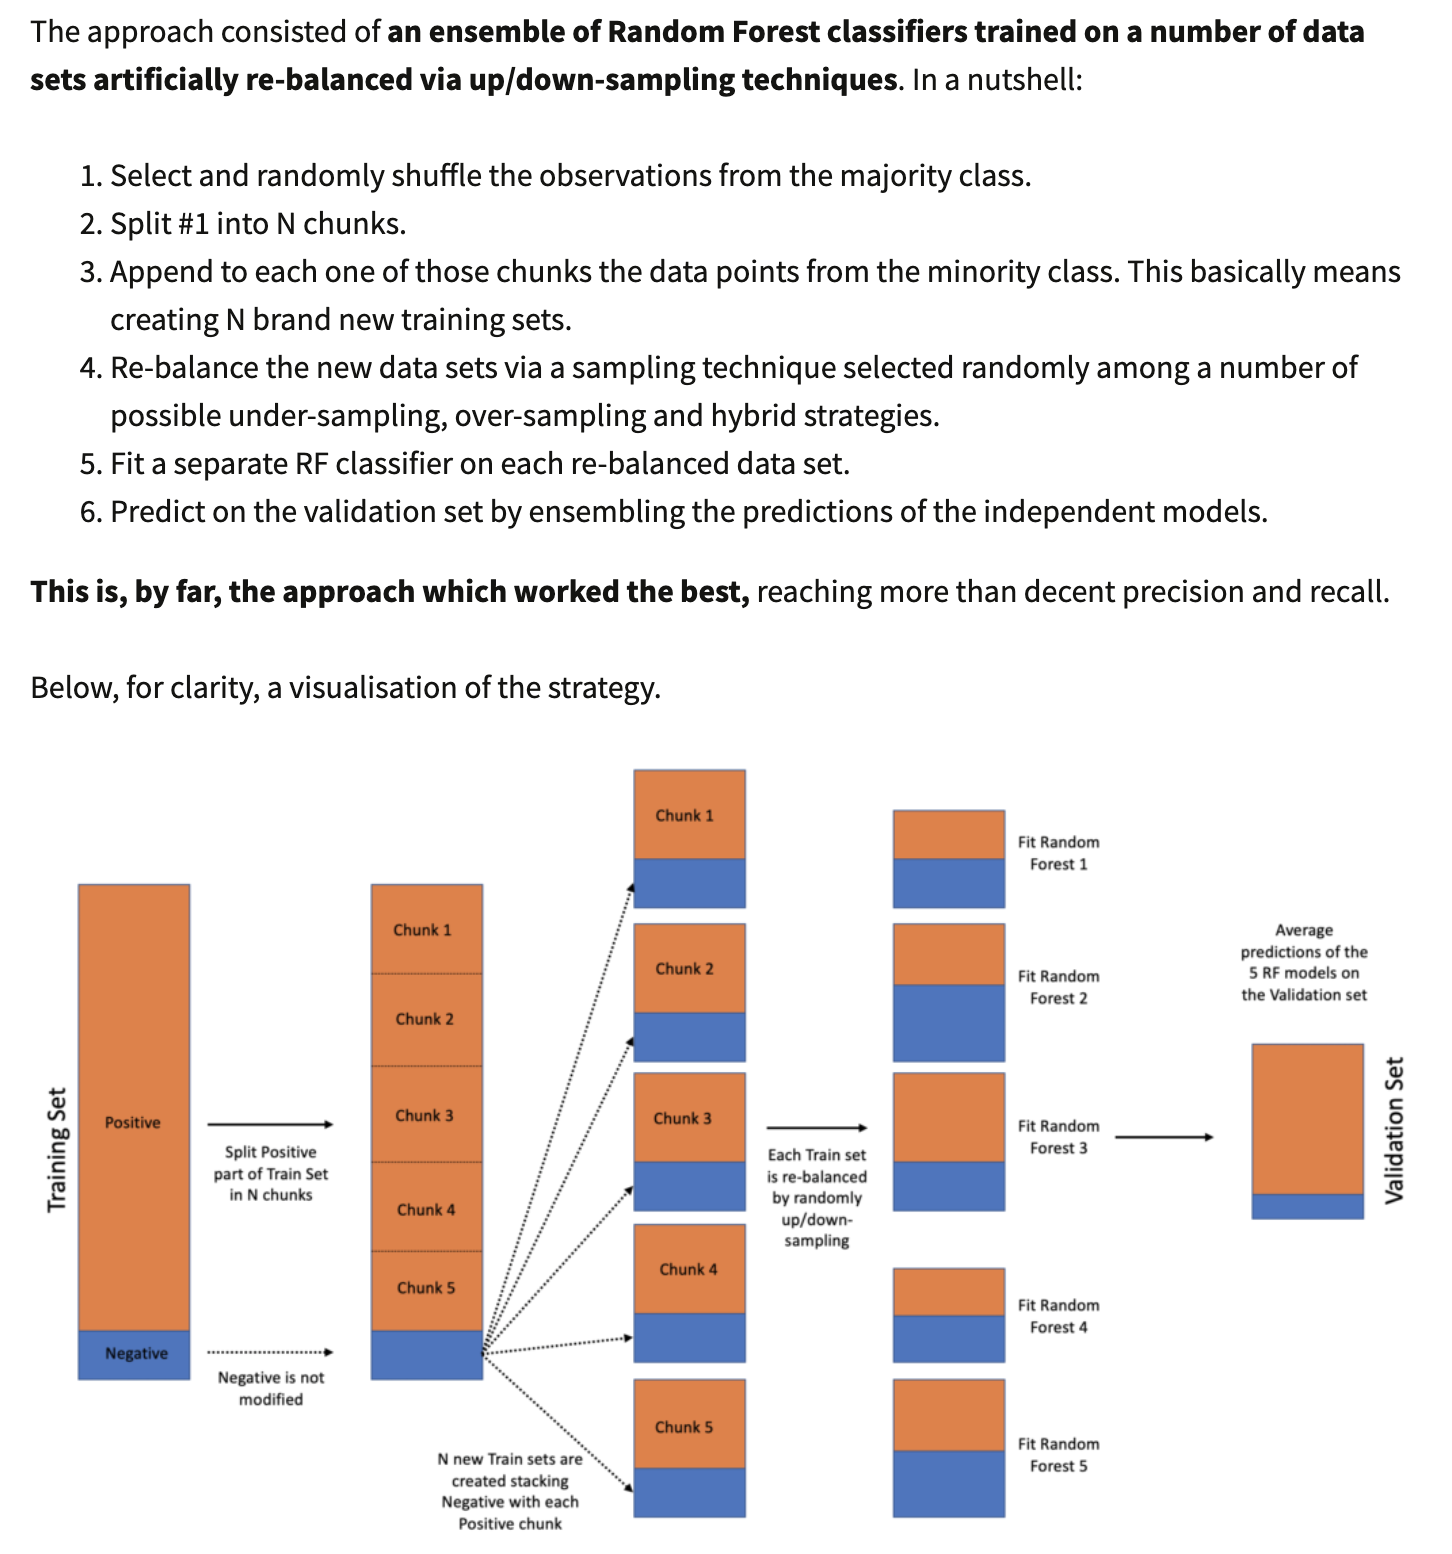 The approach consisted of an ensemble of Random Forest classifiers trained on a number of data
sets artificially re-balanced via up/down-sampling techniques. In a nutshell:
1. Select and randomly shuffle the observations from the majority class.
2. Split #1 into N chunks.
3. Append to each one of those chunks the data points from the minority class. This basically means
creating N brand new training sets.
4. Re-balance the new data sets via a sampling technique selected randomly among a number of
possible under-sampling, over-sampling and hybrid strategies.
5. Fit a separate RF classifier on each re-balanced data set.
6. Predict on the validation set by ensembling the predictions of the independent models.
This is, by far, the approach which worked the best, reaching more than decent precision and recall.
Below, for clarity, a visualisation of the strategy.
Training Set
Positive
Negative
Split Positive
part of Train Set
in N chunks
Negative is not
modified
Chunk 1
Chunk 2
Chunk 3
Chunk 4
Chunk 5
N new Train sets are
created stacking
Negative with each
Positive chunk
Chunk 1
Chunk 2
Chunk 3
Chunk 4
Chunk 5
Each Train set
is re-balanced
by randomly
up/down-
sampling
Fit Random
Forest 1
Fit Random
Forest 2
Fit Random
Forest 3
Fit Random
Forest 4
Fit Random
Forest 5
Average
predictions of the
5 RF models on
the Validation set
Validation Set